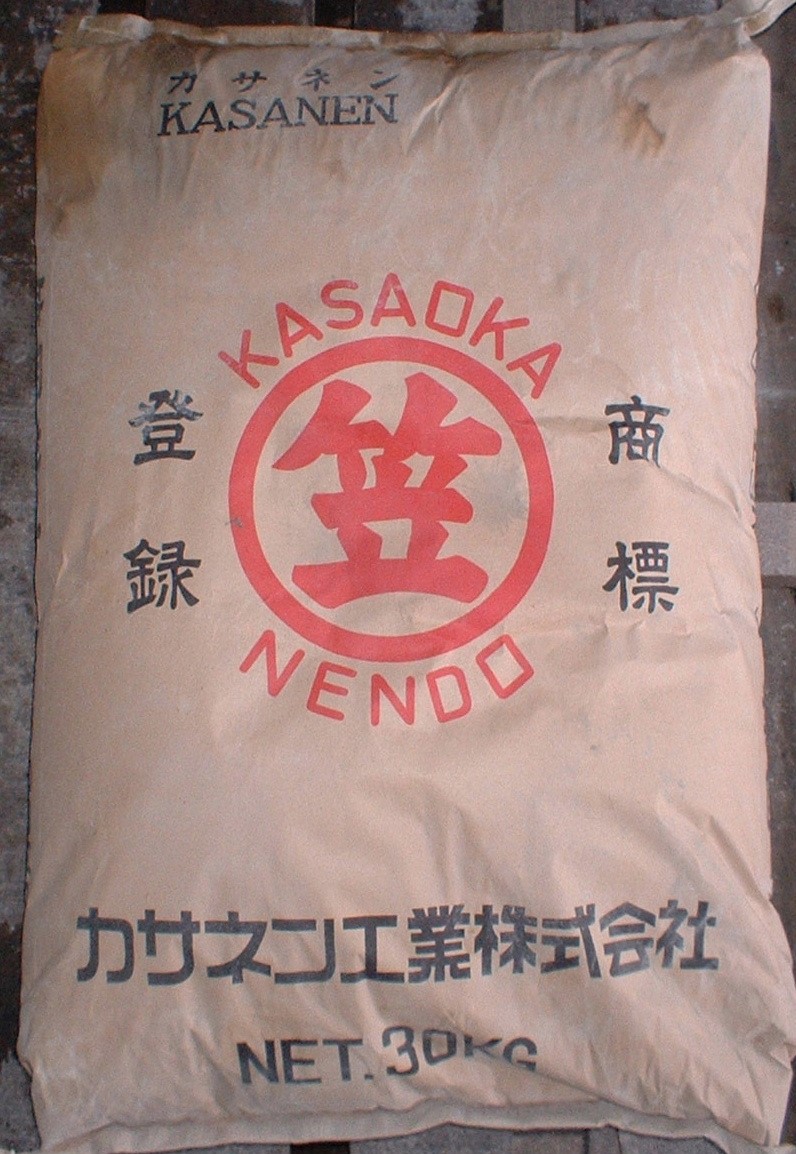 カサネン
KASANEN
KASAOKA
登録
笠
商標
NENDO
カサネン工業株式会社
NET. 30KG